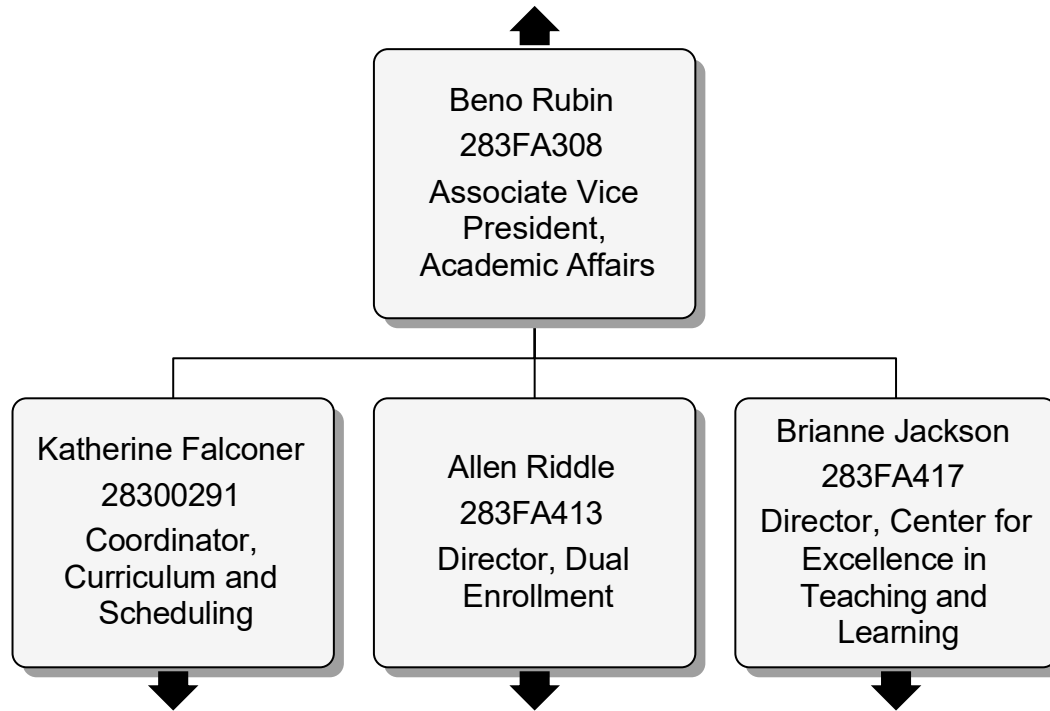 Beno Rubin
283FA308
Associate Vice
President,
Academic Affairs
Katherine Falconer
28300291
Coordinator,
Curriculum and
Scheduling
Allen Riddle
283FA413
Director, Dual
Enrollment
Brianne Jackson
283FA417
Director, Center for
Excellence in
Teaching and
Learning